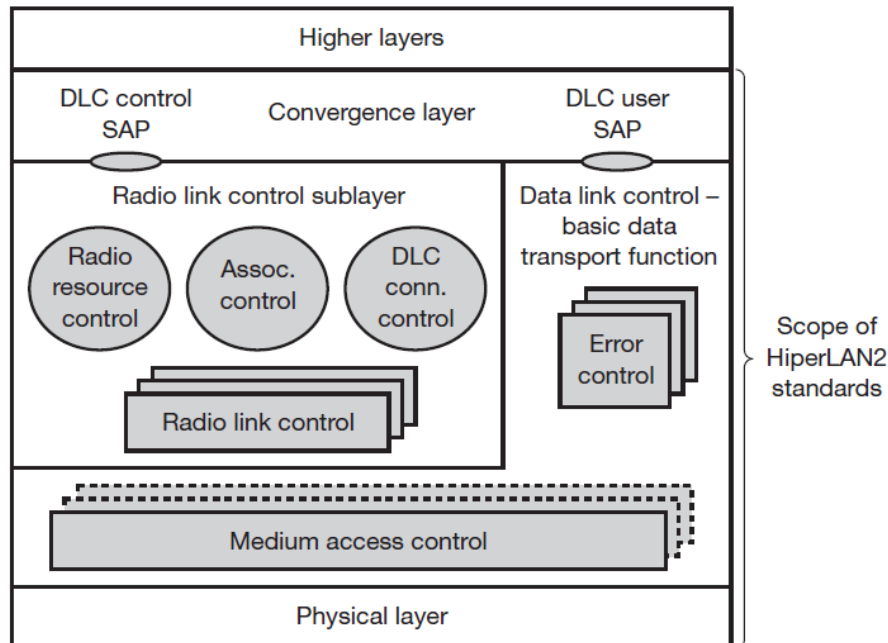 Higher layers
DLC control
SAP
Convergence layer
DLC user
SAP
Radio link control sublayer
Data link control –
basic data
transport function
Radio
resource
control
Assoc.
control
DLC
conn.
control
Error
control
Radio link control
Scope of
HiperLAN2
standards
Medium access control
Physical layer